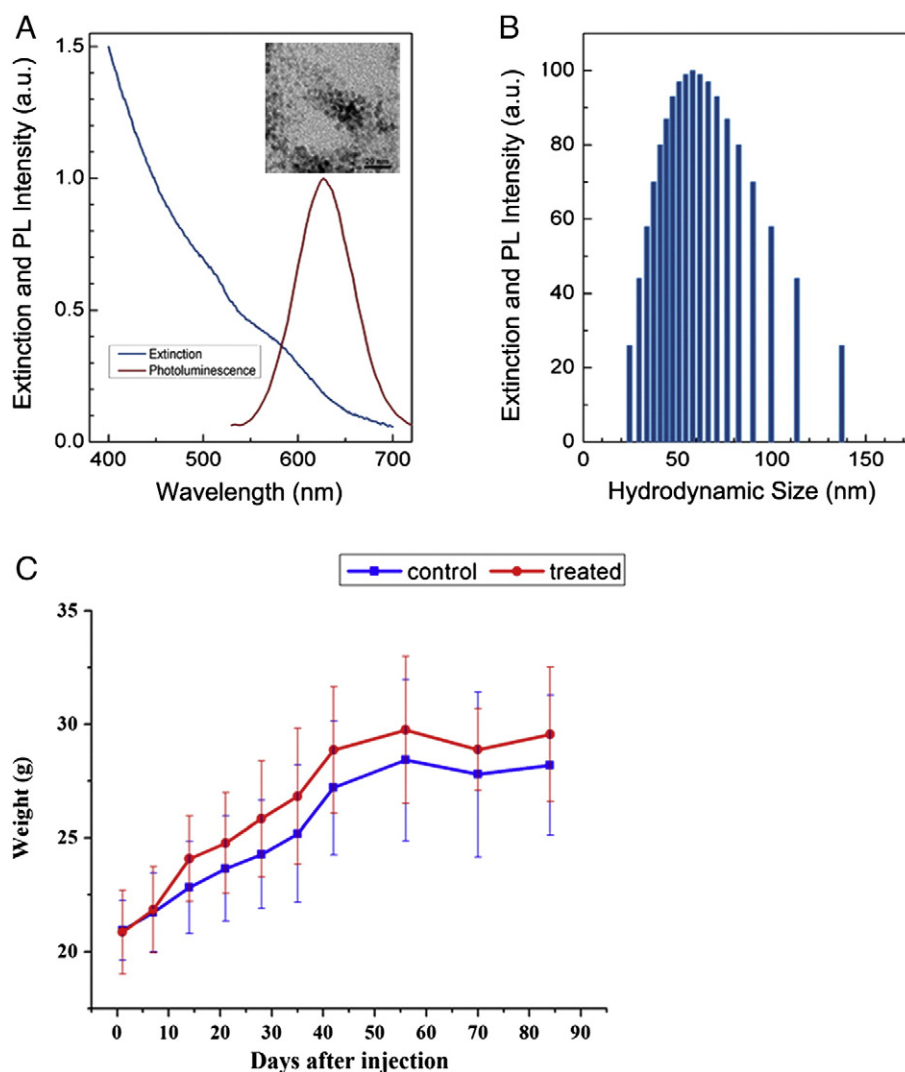 A
Extinction and PL Intensity (a.u.)
1.5
1.0
0.5
0.0
20 nm
Extinction
Photoluminescence
400 500 600 700
Wavelength (nm)
B
Extinction and PL Intensity (a.u.)
100
80
60
40
20
0
0 50 100 150
Hydrodynamic Size (nm)
C
control treated
Weight (g)
35
30
25
20
0 10 20 30 40 50 60 70 80 90
Days after injection